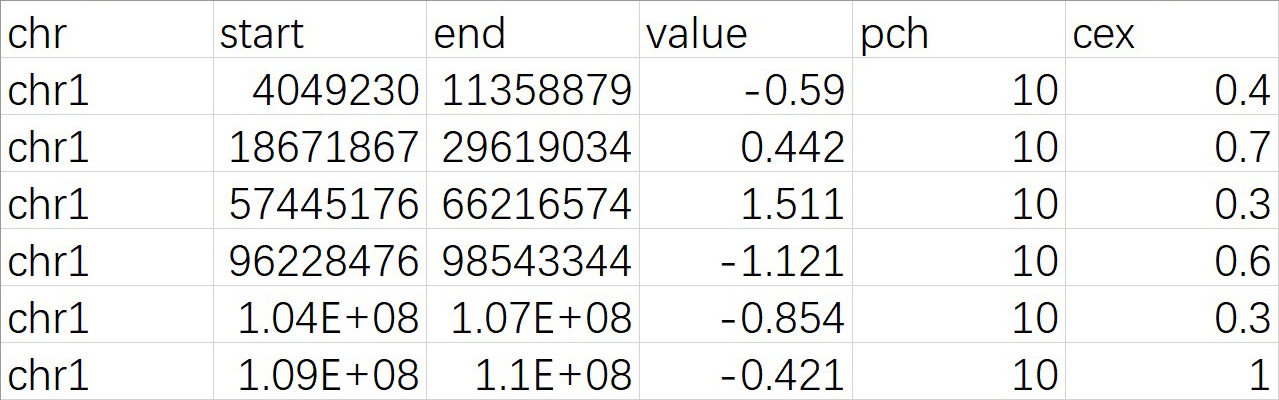 chr start end value pch cex
chr1 4049230 11358879 -0.59 10 0.4
chr1 18671867 29619034 0.442 10 0.7
chr1 57445176 66216574 1.511 10 0.3
chr1 96228476 98543344 -1.121 10 0.6
chr1 1.04E+08 1.07E+08 -0.854 10 0.3
chr1 1.09E+08 1.1E+08 -0.421 10 1